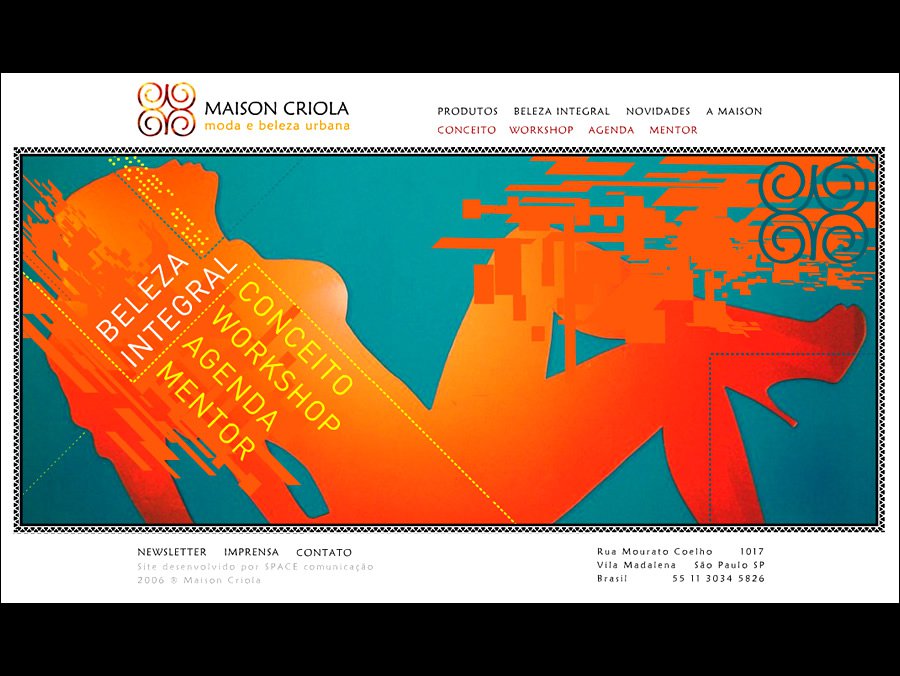 MAISON CRIOLA
moda e beleza urbana
PRODUTOS BELEZA INTEGRAL NOVIDADES A MAISON
CONCEITO WORKSHOP AGENDA MENTOR
BELEZA
INTEGRAL
CONCEITO
WORKSHOP
AGENDA
MENTOR
NEWSLETTER IMPRENSA CONTATO
Site desenvolvido por SPACE comunicação
2006 ® Maison Criola
Rua Mourato Coelho 1017
Vila Madalena São Paulo SP
Brasil 55 11 3034 5826